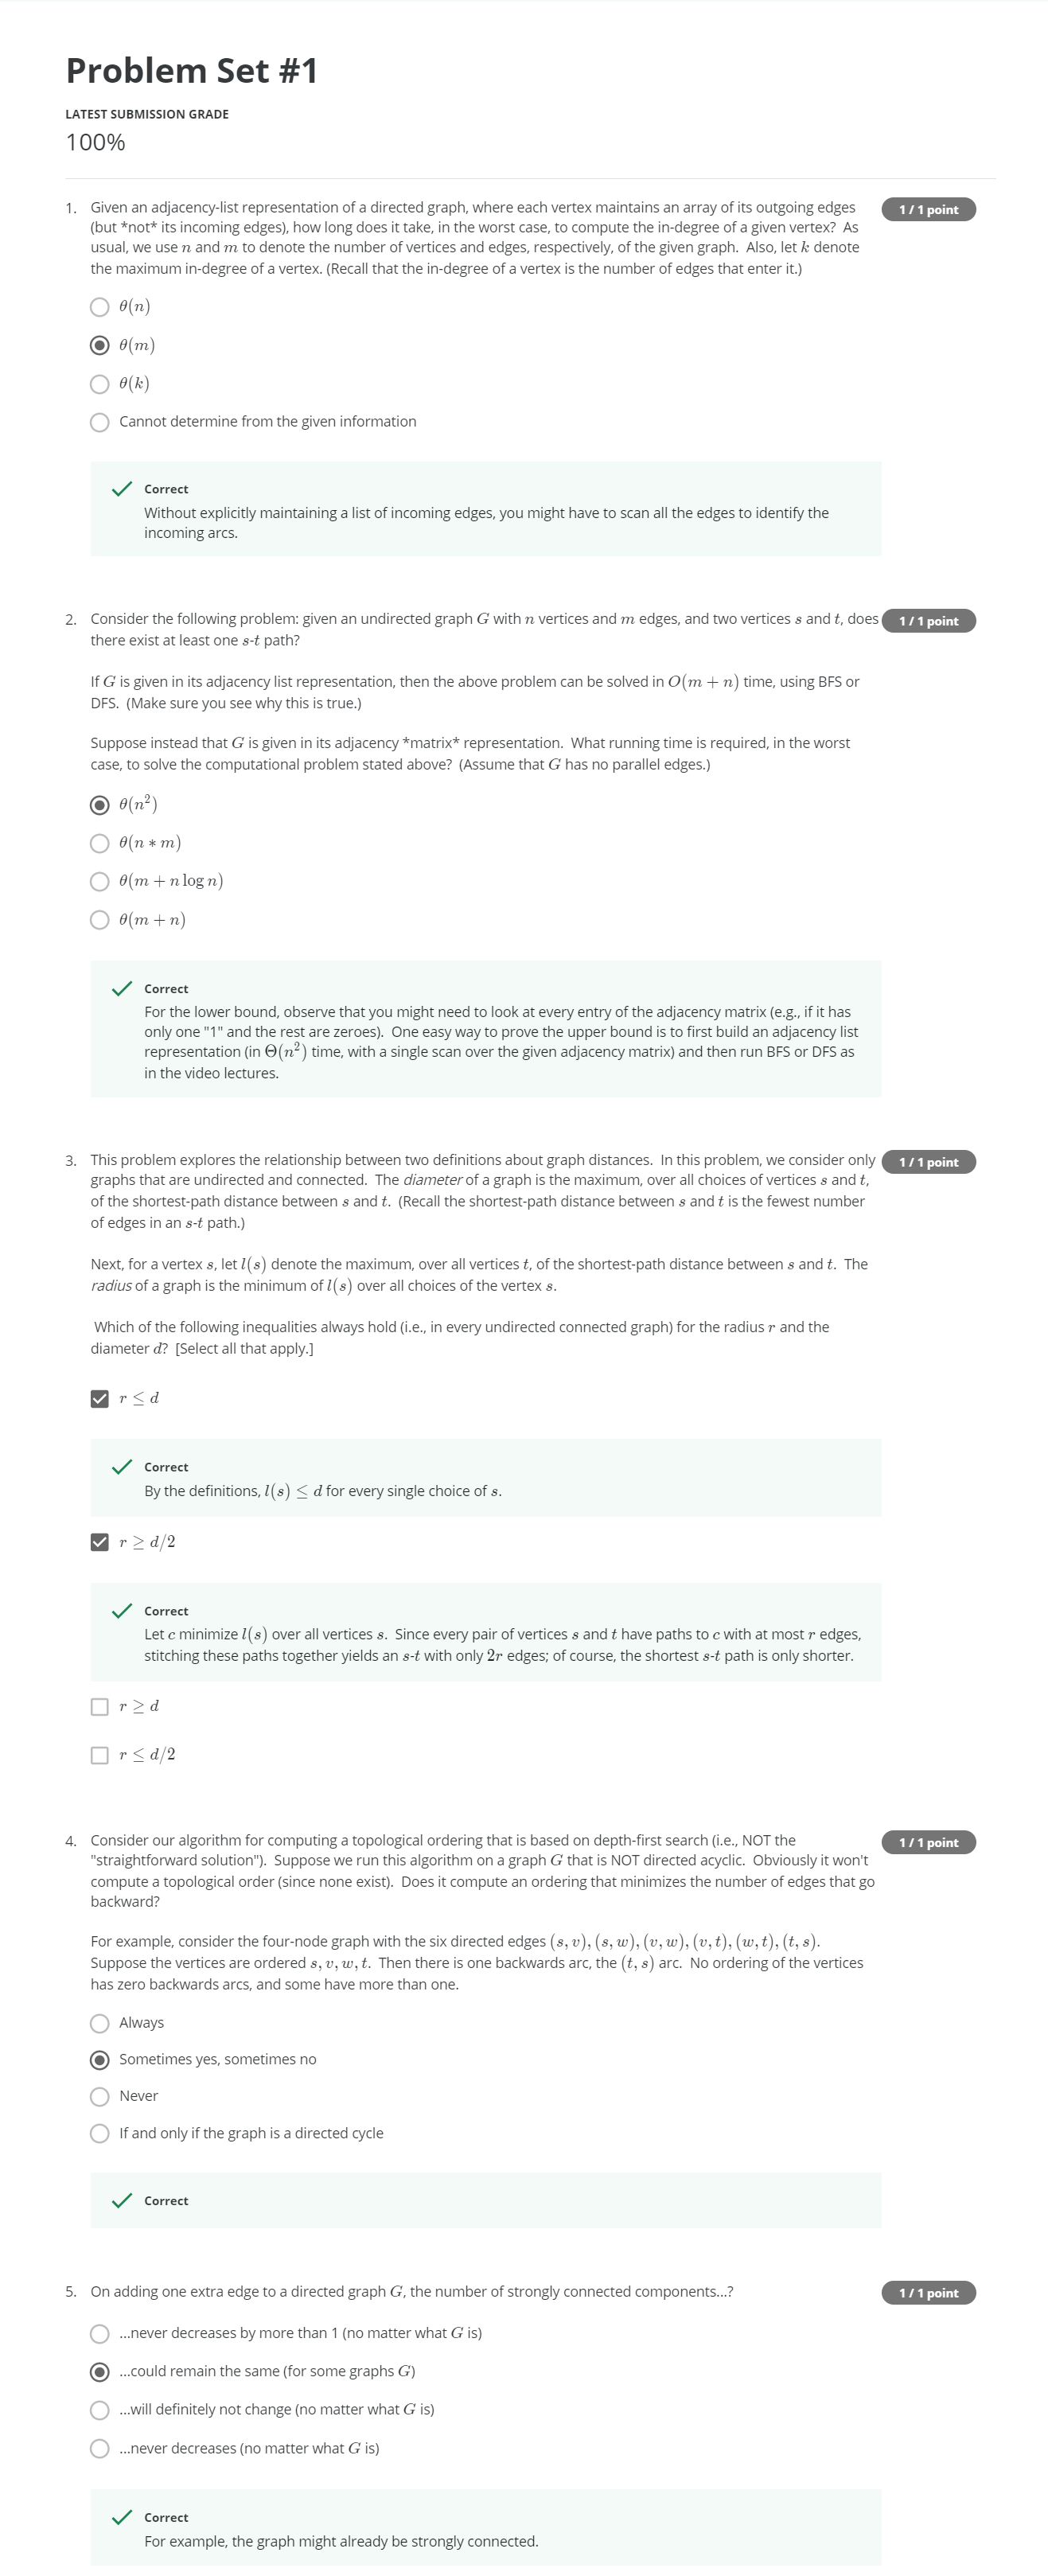 Problem Set #1
LATEST SUBMISSION GRADE
100%
1. Given an adjacency-list representation of a directed graph, where each vertex maintains an array of its outgoing edges 1 / 1 point
(but *not* its incoming edges), how long does it take, in the worst case, to compute the in-degree of a given vertex? As
usual, we use n and m to denote the number of vertices and edges, respectively, of the given graph. Also, let k denote
the maximum in-degree of a vertex. (Recall that the in-degree of a vertex is the number of edges that enter it.)
θ(n)
θ(m)
θ(k)
Cannot determine from the given information
Correct
Without explicitly maintaining a list of incoming edges, you might have to scan all the edges to identify the
incoming arcs.
2. Consider the following problem: given an undirected graph G with n vertices and m edges, and two vertices s and t, does 1 / 1 point
there exist at least one s-t path?
If G is given in its adjacency list representation, then the above problem can be solved in O(m + n) time, using BFS or
DFS. (Make sure you see why this is true.)
Suppose instead that G is given in its adjacency *matrix* representation. What running time is required, in the worst
case, to solve the computational problem stated above? (Assume that G has no parallel edges.)
θ(n²)
θ(n ∗ m)
θ(m + n log n)
θ(m + n)
Correct
For the lower bound, observe that you might need to look at every entry of the adjacency matrix (e.g., if it has
only one "1" and the rest are zeroes). One easy way to prove the upper bound is to first build an adjacency list
representation (in Θ(n²) time, with a single scan over the given adjacency matrix) and then run BFS or DFS as
in the video lectures.
3. This problem explores the relationship between two definitions about graph distances. In this problem, we consider only 1 / 1 point
graphs that are undirected and connected. The diameter of a graph is the maximum, over all choices of vertices s and t,
of the shortest-path distance between s and t. (Recall the shortest-path distance between s and t is the fewest number
of edges in an s-t path.)
Next, for a vertex s, let l(s) denote the maximum, over all vertices t, of the shortest-path distance between s and t. The
radius of a graph is the minimum of l(s) over all choices of the vertex s.
Which of the following inequalities always hold (i.e., in every undirected connected graph) for the radius r and the
diameter d? [Select all that apply.]
r ≤ d
Correct
By the definitions, l(s) ≤ d for every single choice of s.
r ≥ d/2
Correct
Let c minimize l(s) over all vertices s. Since every pair of vertices s and t have paths to c with at most r edges,
stitching these paths together yields an s-t with only 2r edges; of course, the shortest s-t path is only shorter.
r ≥ d
r ≤ d/2
4. Consider our algorithm for computing a topological ordering that is based on depth-first search (i.e., NOT the 1 / 1 point
"straightforward solution"). Suppose we run this algorithm on a graph G that is NOT directed acyclic. Obviously it won't
compute a topological order (since none exist). Does it compute an ordering that minimizes the number of edges that go
backward?
For example, consider the four-node graph with the six directed edges (s, v), (s, w), (v, w), (v, t), (w, t), (t, s).
Suppose the vertices are ordered s, v, w, t. Then there is one backwards arc, the (t, s) arc. No ordering of the vertices
has zero backwards arcs, and some have more than one.
Always
Sometimes yes, sometimes no
Never
If and only if the graph is a directed cycle
Correct
5. On adding one extra edge to a directed graph G, the number of strongly connected components...? 1 / 1 point
...never decreases by more than 1 (no matter what G is)
...could remain the same (for some graphs G)
...will definitely not change (no matter what G is)
...never decreases (no matter what G is)
Correct
For example, the graph might already be strongly connected.